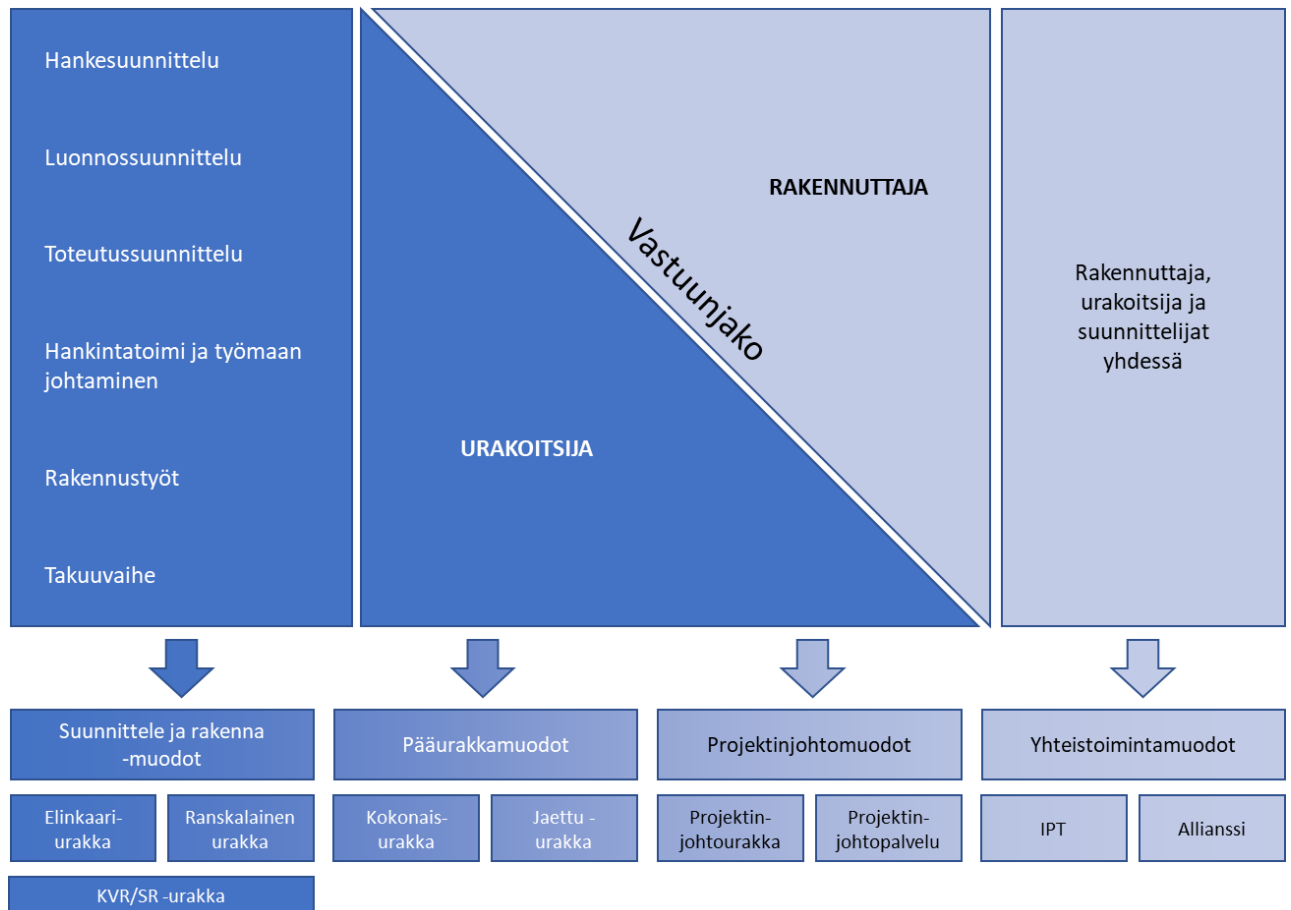 Hankesuunnittelu
Luonnossuunnittelu
Toteutussuunnittelu
Hankintatoimi ja työmaan
johtaminen
Rakennustyöt
Takuuvaihe
RAKENNUTTAJA
Vastuunjako
URAKOITSIJA
Rakennuttaja,
urakoitsija ja
suunnittelijat
yhdessä
Suunnittele ja rakenna
-muodot
Pääurakkamuodot
Projektinjohtomuodot
Yhteistoimintamuodot
Elinkaari-
urakka
Ranskalainen
urakka
Kokonais-
urakka
Jaettu -
urakka
Projektin-
johtourakka
Projektin-
johtopalvelu
IPT
Allianssi
KVR/SR -urakka